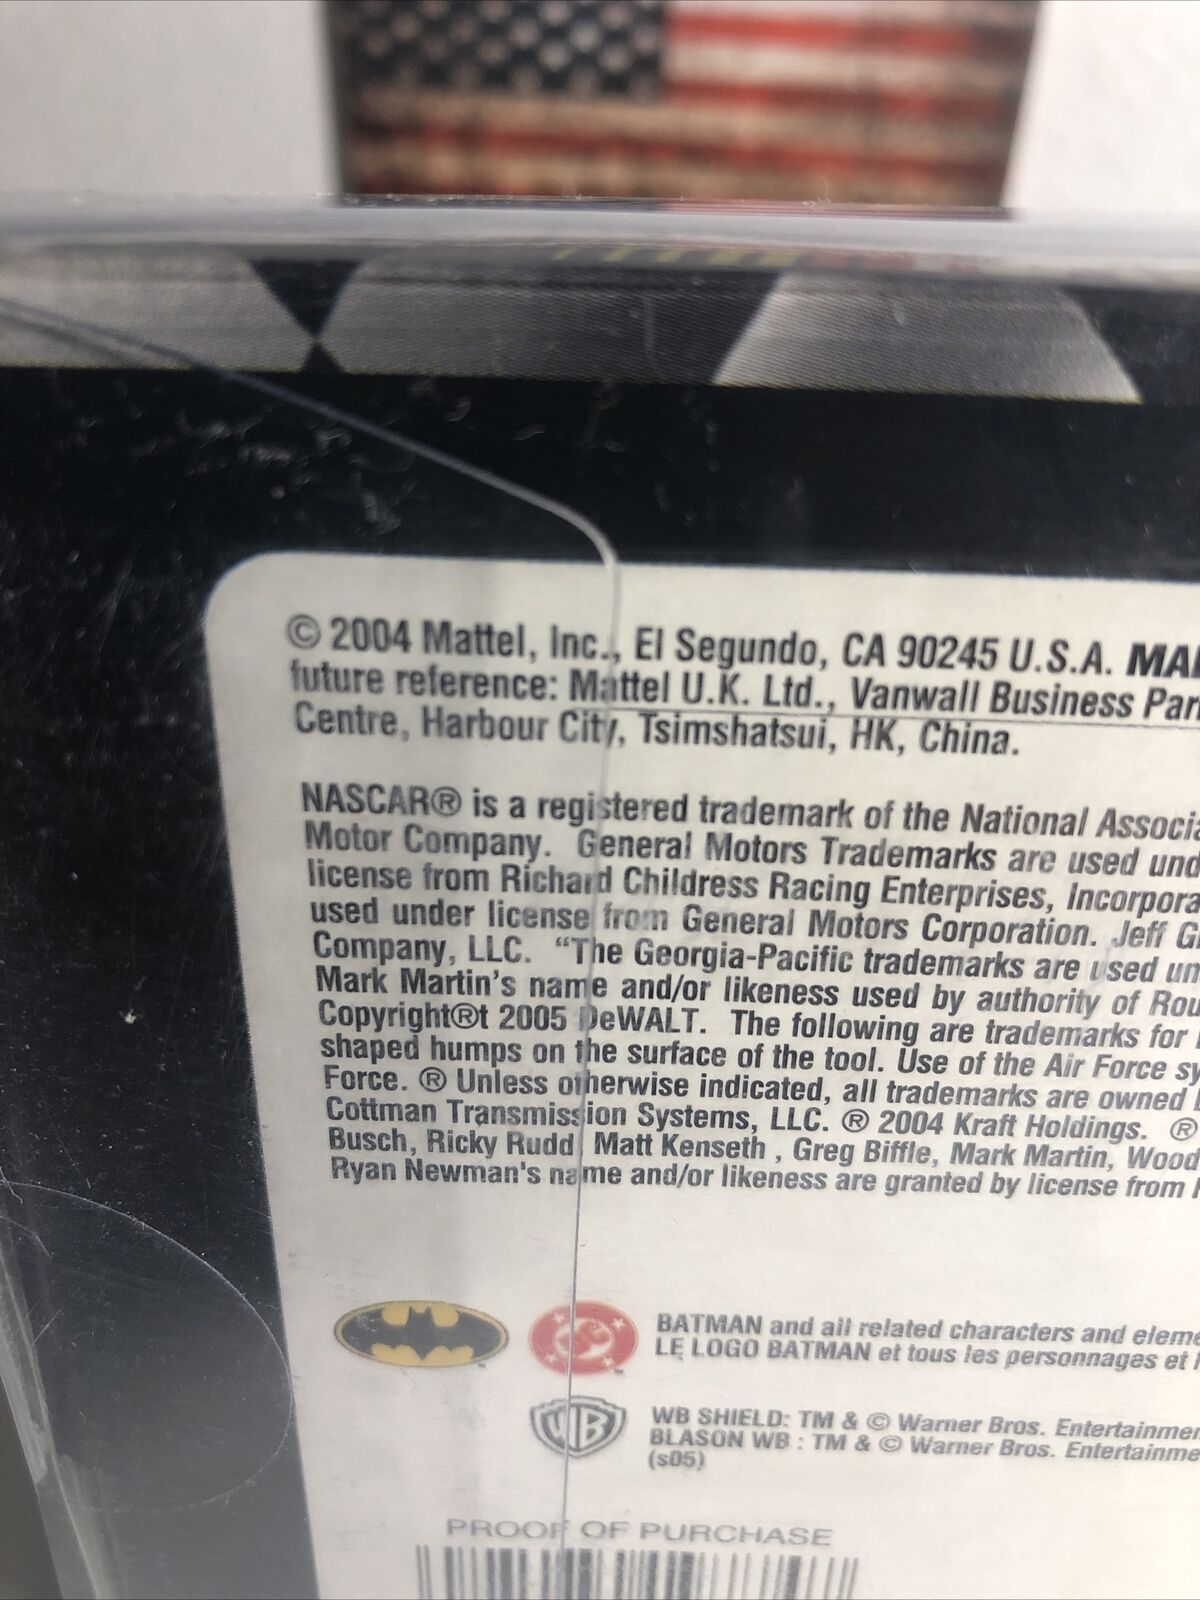 © 2004 Mattel, Inc., El Segundo, CA 90245 U.S.A.
future reference: Mattel U.K. Ltd., Vanwall Business
Centre, Harbour City, Tsimshatsui, HK, China.
NASCAR® is a registered trademark of the National
Motor Company. General Motors Trademarks are used
license from Richard Childress Racing Enterprises,
used under license from General Motors Corporation. Jeff
Company, LLC. “The Georgia-Pacific trademarks are used
Mark Martin's name and/or likeness used by authority of
Copyright®t 2005 DeWALT. The following are trademarks for
shaped humps on the surface of the tool. Use of the Air Force
Force. ® Unless otherwise indicated, all trademarks are owned
Cottman Transmission Systems, LLC. ® 2004 Kraft Holdings. ®
Busch, Ricky Rudd, Matt Kenseth , Greg Biffle, Mark Martin,
Ryan Newman's name and/or likeness are granted by license from
BATMAN and all related characters and
LE LOGO BATMAN et tous les personnages et
WB
WB SHIELD: TM & © Warner Bros.
BLASON WB : TM & © Warner Bros.
(s05)
PROOF OF PURCHASE